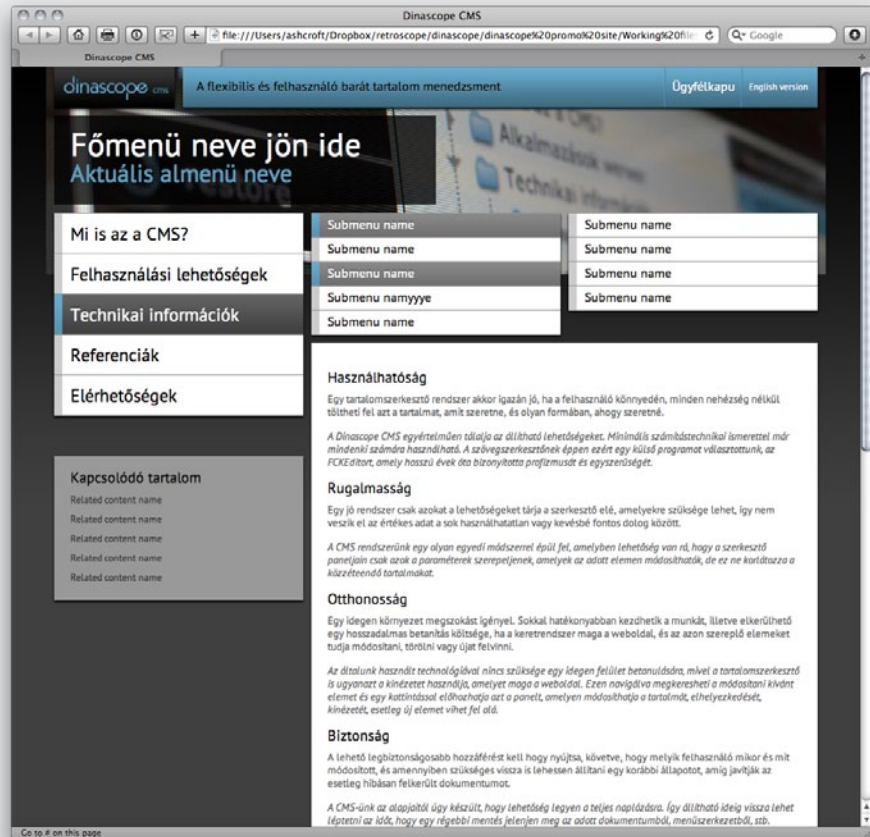 Dinascope CMS
file:///Users/ashcroft/Dropbox/retroscope/dinascope/dinascope%20promo%20site/Working%20file
Google
Dinascope CMS
dinascope cms
A flexibilis és felhasználó barát tartalom menedzsment
Ügyfélkapu
English version
Főmenü neve jön ide
Aktuális almenü neve
Alkalmazások
Technikai
Mi is az a CMS?
Felhasználási lehetőségek
Technikai információk
Referenciák
Elérhetőségek
Submenu name
Submenu name
Submenu name
Submenu namyyye
Submenu name
Submenu name
Submenu name
Submenu name
Submenu name
Kapcsolódó tartalom
Related content name
Related content name
Related content name
Related content name
Related content name
Használhatóság
Egy tartalomszerkesztő rendszer akkor igazán jó, ha a felhasználó könnyedén, minden nehézség nélkül
töltheti fel azt a tartalmat, amit szeretne, és olyan formában, ahogy szeretné.
A Dinascope CMS egyértelműen tálalja az állítható lehetőségeket. Minimális számítástechnikai ismerettel már
mindenki számára használható. A szövegszerkesztőnek éppen ezért egy külső programot választottunk, az
FCKEditort, amely hosszú évek óta bizonyította profizmusát és egyszerűségét.
Rugalmasság
Egy jó rendszer csak azokat a lehetőségeket tárja a szerkesztő elé, amelyekre szüksége lehet, így nem
veszik el az értékes adat a sok használhatatlan vagy kevésbé fontos dolog között.
A CMS rendszerünk egy olyan egyedi módszerrel épül fel, amelyben lehetőség van rá, hogy a szerkesztő
paneljain csak azok a paraméterek szerepeljenek, amelyek az adott elemen módosíthatók, de ez ne korlátozza a
közzéteendő tartalmakat.
Otthonosság
Egy idegen környezet megszokást igényel. Sokkal hatékonyabban kezdhetik a munkát, illetve elkerülhető
egy hosszadalmas betanítás költsége, ha a keretrendszer maga a weboldal, és az azon szereplő elemeket
tudja módosítani, törölni vagy újat felvinni.
Az általunk használt technológiával nincs szüksége egy idegen felület betanulására, mivel a tartalomszerkesztő
is ugyanazt a kinézetet használja, amelyet maga a weboldal. Ezen navigálva megkeresheti a módosítani kívánt
elemet és egy kattintással előhozhatja azt a panelt, amelyen módosíthatja a tartalmát, elhelyezkedését,
kinézetét, esetleg új elemet vihet fel alá.
Biztonság
A lehető legbiztonságosabb hozzáférést kell hogy nyújtsa, követve, hogy melyik felhasználó mikor és mit
módosított, és amennyiben szükséges vissza is lehessen állítani egy korábbi állapotot, amíg javítják az
esetleg hibásan felkerült dokumentumot.
A CMS-ünk az alapjaitól úgy készült, hogy lehetőség legyen a teljes naplózásra. Így állítható ideig vissza lehet
léptetni az időt, hogy egy régebbi mentés jelenjen meg az adott dokumentumból, menüszerkezetből, stb.
Go to # on this page